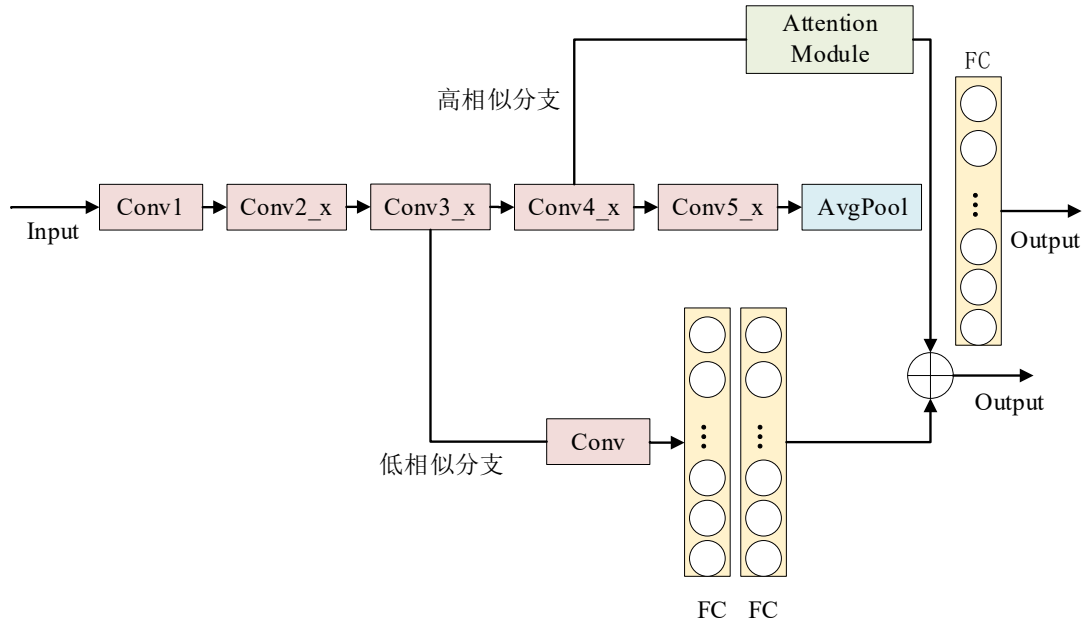 Attention
Module
FC
高相似分支
Conv1
Conv2_x
Conv3_x
Conv4_x
Conv5_x
AvgPool
Input
Output
Output
Conv
低相似分支
FC
FC